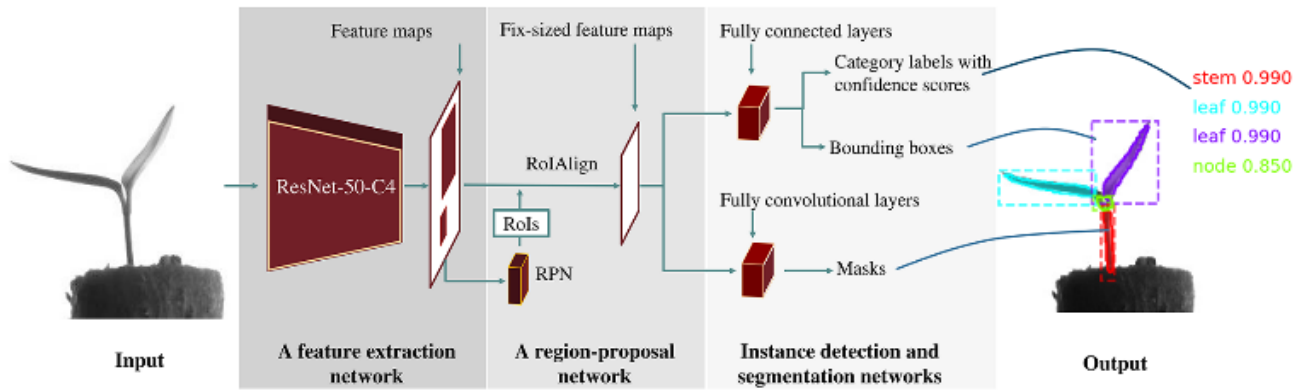 Feature maps
Fix-sized feature maps
Fully connected layers
Category labels with
confidence scores
stem 0.990
leaf 0.990
leaf 0.990
node 0.850
Bounding boxes
RoIAlign
ResNet-50-C4
Fully convolutional layers
RoIs
RPN
Masks
Input
A feature extraction
network
A region-proposal
network
Instance detection and
segmentation networks
Output